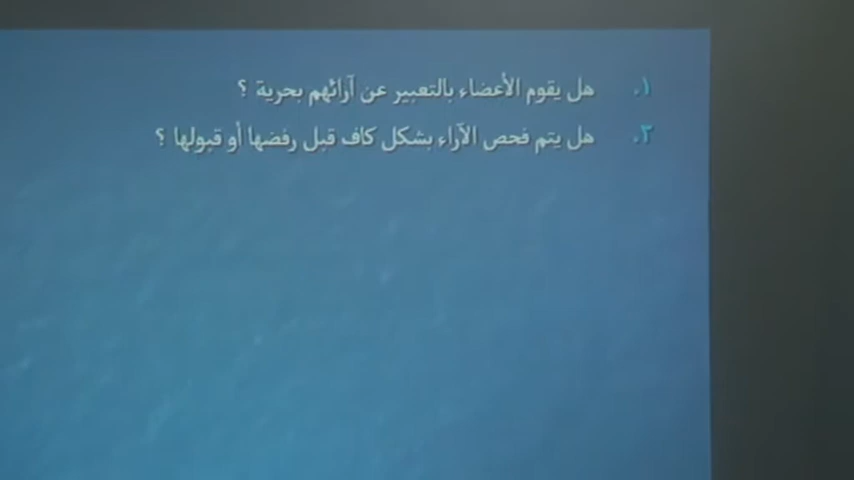 ١. هل يقوم الأعضاء بالتعبير عن آرائهم بحرية ؟
٢. هل يتم فحص الآراء بشكل كاف قبل رفضها أو قبولها ؟